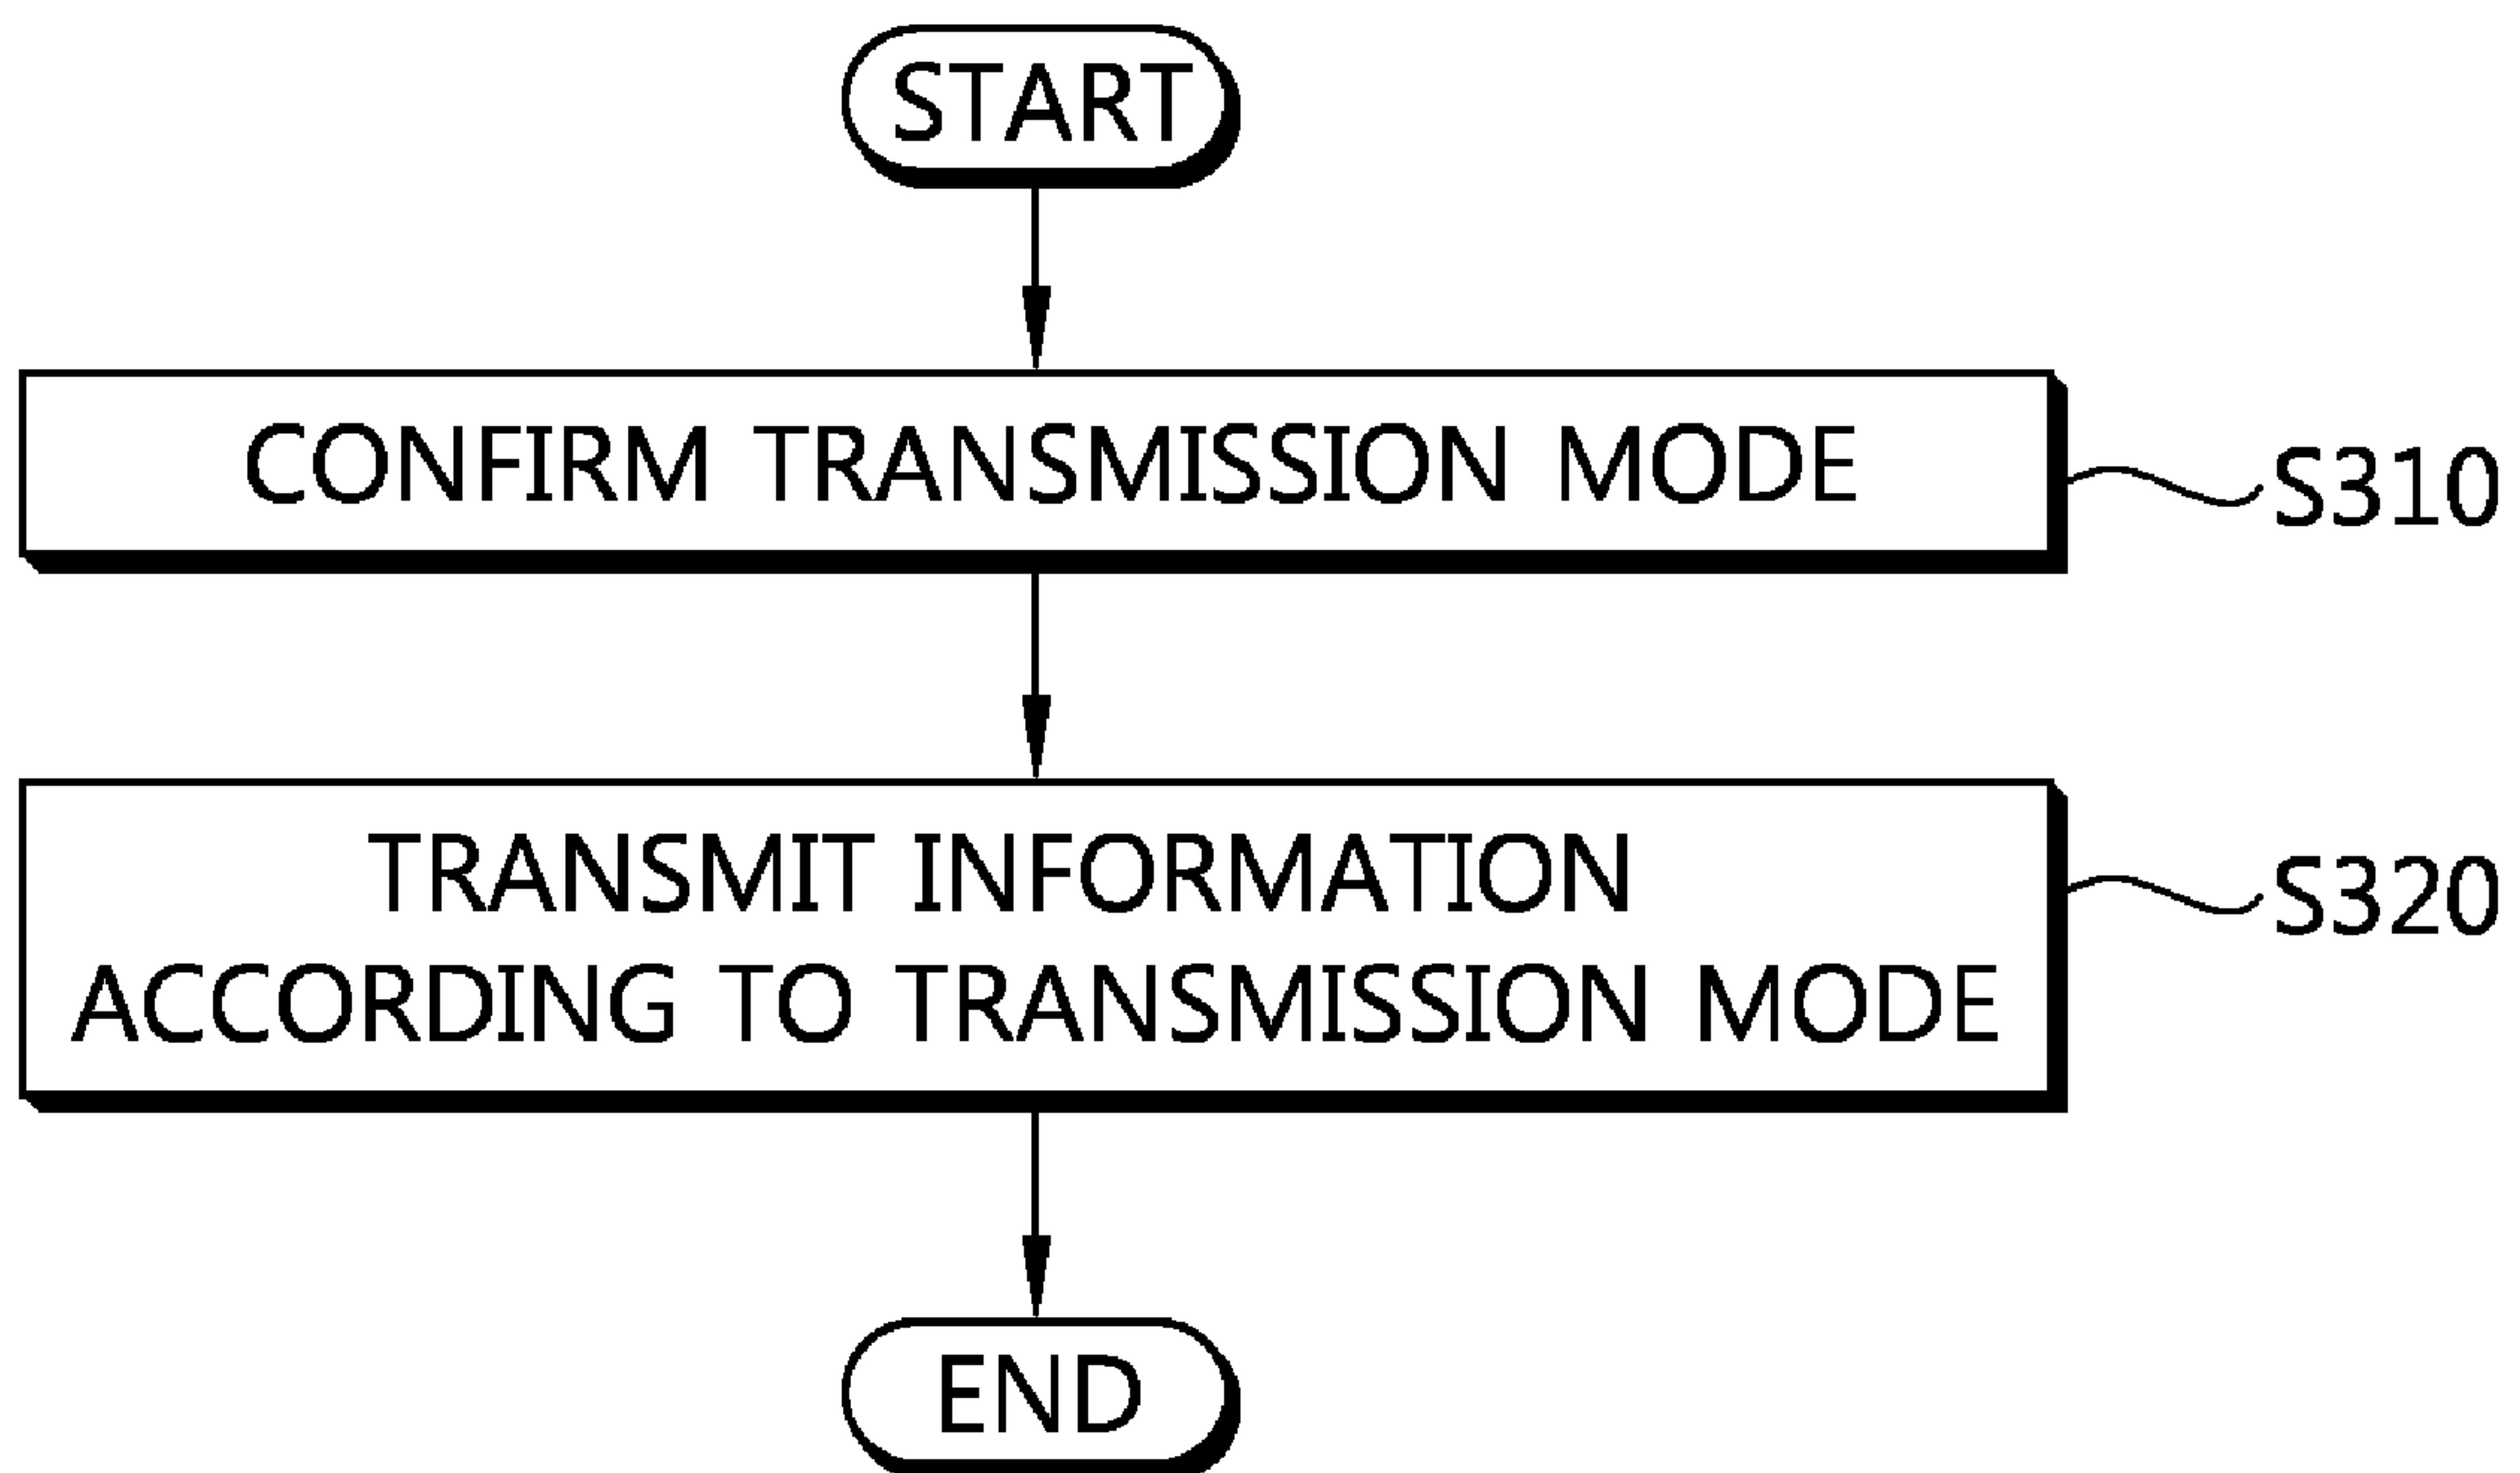 START
CONFIRM TRANSMISSION MODE
S310
TRANSMIT INFORMATION
ACCORDING TO TRANSMISSION MODE
S320
END